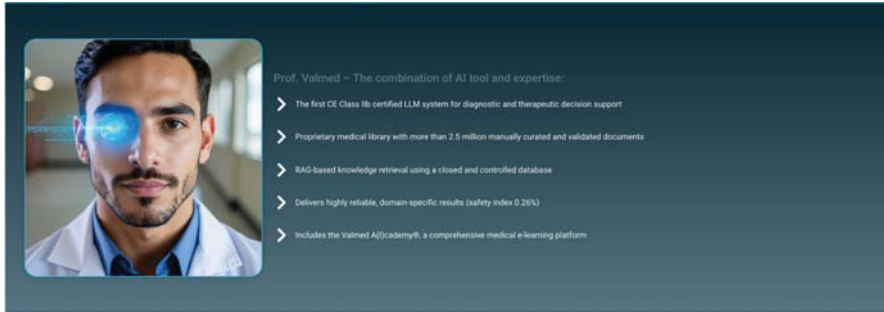 Prof. Valmed – The combination of AI tool and expertise:
The first CE Class IIb certified LLM system for diagnostic and therapeutic decision support
Proprietary medical library with more than 2.5 million manually curated and validated documents
RAG-based knowledge retrieval using a closed and controlled database
Delivers highly reliable, domain-specific results (safety index 0.26%)
Includes the Valmed A(I)cademy®, a comprehensive medical e-learning platform